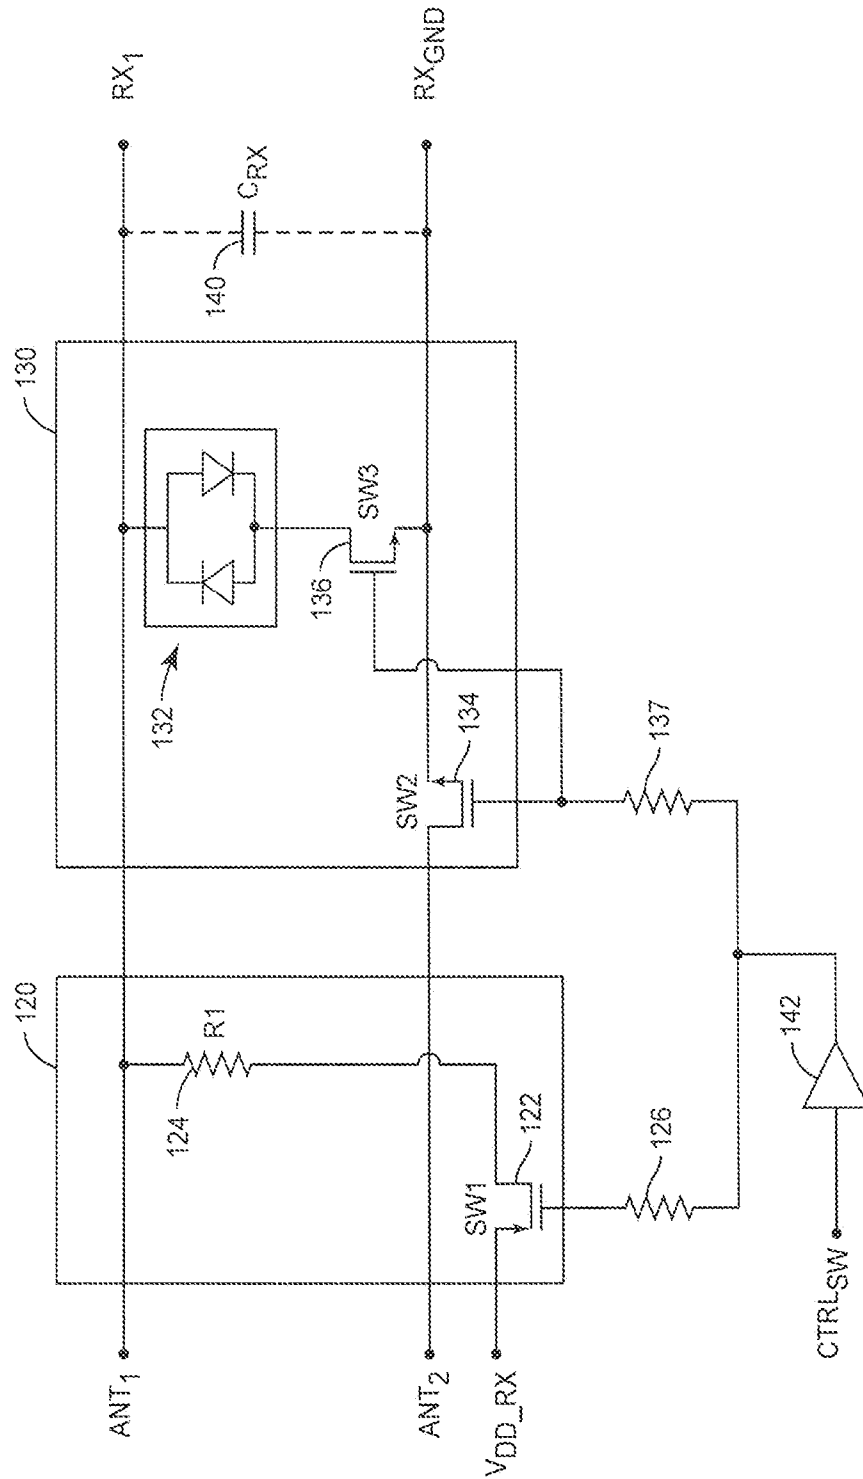 120
130
RX1
ANT1
R1
124
132
140
CRX
SW3
136
RXGND
ANT2
SW2
134
VDD_RX
SW1
122
126
137
142
CTRLSW